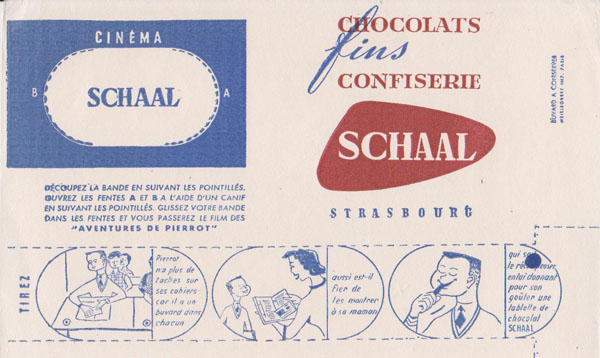 CINÉMA
B SCHAAL A
CHOCOLATS
fins
CONFISERIE
SCHAAL
STRASBOURG
BUVARD A CONSERVER
DÉCOUPEZ LA BANDE EN SUIVANT LES POINTILLÉS.
OUVREZ LES FENTES A ET B A L'AIDE D'UN CANIF
EN SUIVANT LES POINTILLÉS. GLISSEZ VOTRE BANDE
DANS LES FENTES ET VOUS PASSEREZ LE FILM DES
"AVENTURES DE PIERROT"
TIREZ
Pierrot
n'a plus de
taches sur
ses cahiers
car il a un
buvard dans
chacun
aussi est-il
fier de
les montrer
à sa maman
qui sait
le récompenser
en lui donnant
pour son
goûter une
tablette de
chocolat
SCHAAL